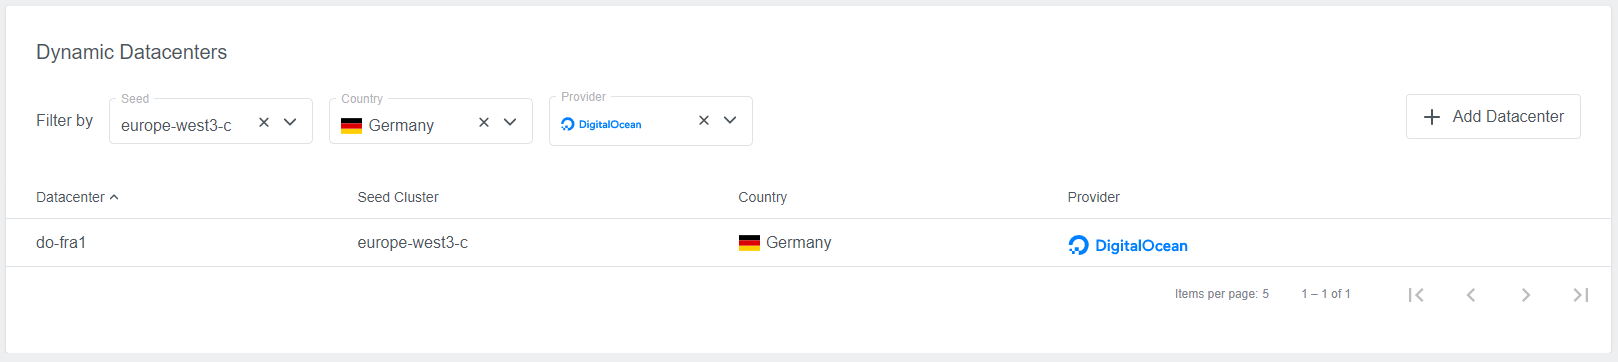 Dynamic Datacenters
Filter by
Seed
europe-west3-c
Country
Germany
Provider
DigitalOcean
Add Datacenter
Datacenter Seed Cluster Country Provider
do-fra1 europe-west3-c Germany DigitalOcean
Items per page: 5 1 – 1 of 1